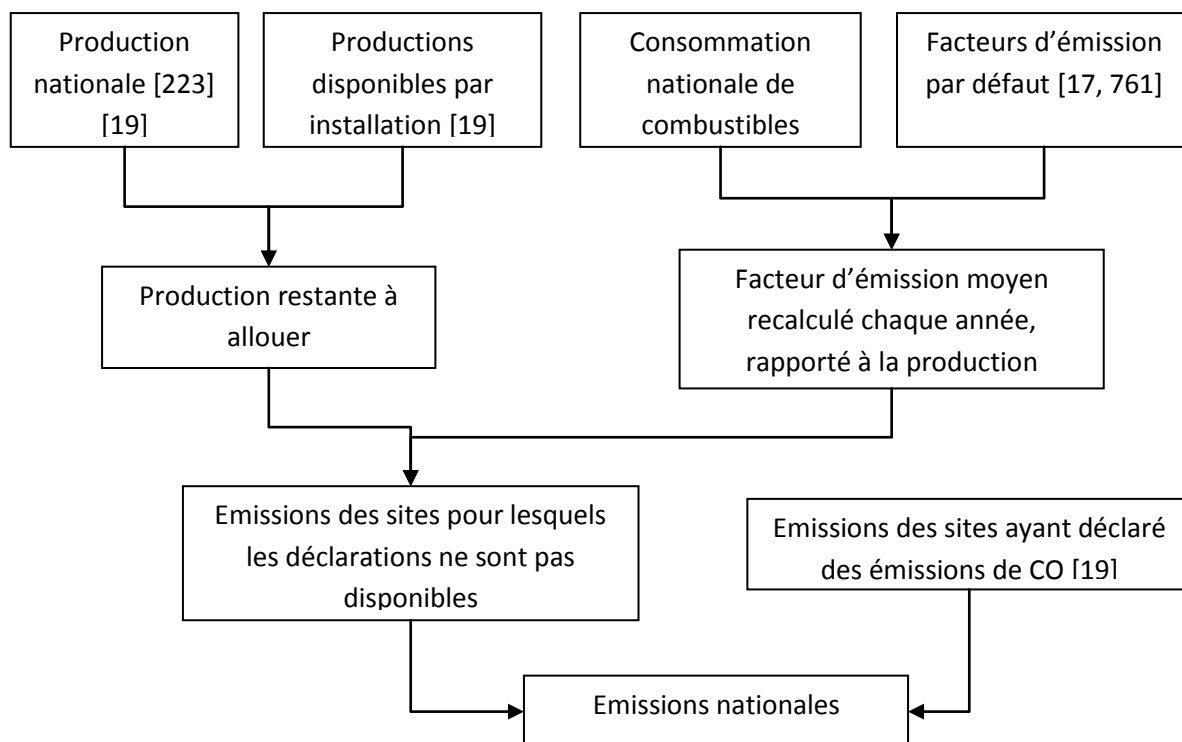 Production
nationale [223]
[19]
Productions
disponibles par
installation [19]
Consommation
nationale de
combustibles
Facteurs d’émission
par défaut [17, 761]
Production restante à
allouer
Facteur d’émission moyen
recalculé chaque année,
rapporté à la production
Emissions des sites pour lesquels
les déclarations ne sont pas
disponibles
Emissions des sites ayant déclaré
des émissions de CO [19]
Emissions nationales